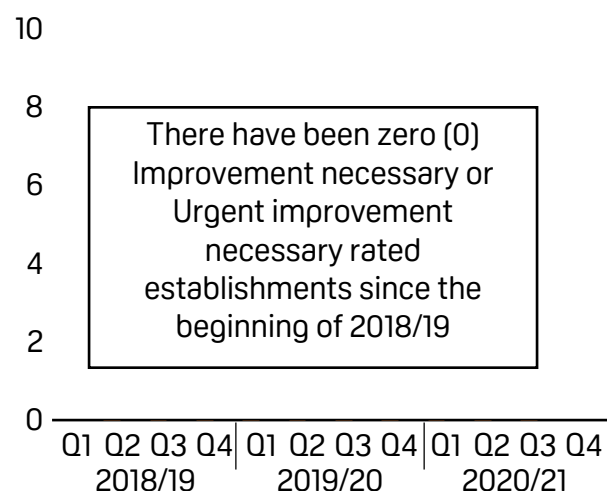 10
8
6
4
2
0
There have been zero (0)
Improvement necessary or
Urgent improvement
necessary rated
establishments since the
beginning of 2018/19
Q1 Q2 Q3 Q4 Q1 Q2 Q3 Q4 Q1 Q2 Q3 Q4
2018/19 2019/20 2020/21